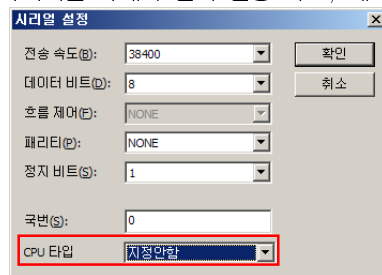 시리얼 설정
전송 속도(B): 38400 확인
데이터 비트(D): 8 취소
흐름 제어(F): NONE
패리티(P): NONE
정지 비트(S): 1
국번(S): 0
CPU 타입 지정안함